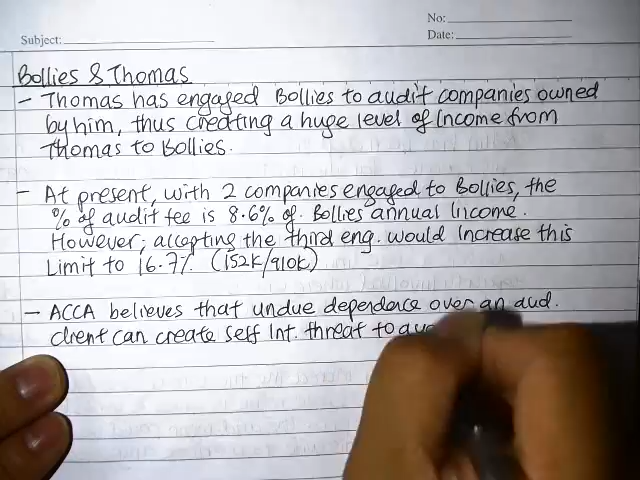 No:
Subject:
Date:
Bollies & Thomas
- Thomas has engaged Bollies to audit companies owned
by him, thus creating a huge level of Income from
Thomas to Bollies.
- At present, with 2 companies engaged to Bollies, the
% of audit fee is 8.6% of Bollies annual Income.
However, accepting the third eng. would Increase this
Limit to 16.7% (152K/910K)
- ACCA believes that undue dependence over an aud.
client can create self Int. threat to